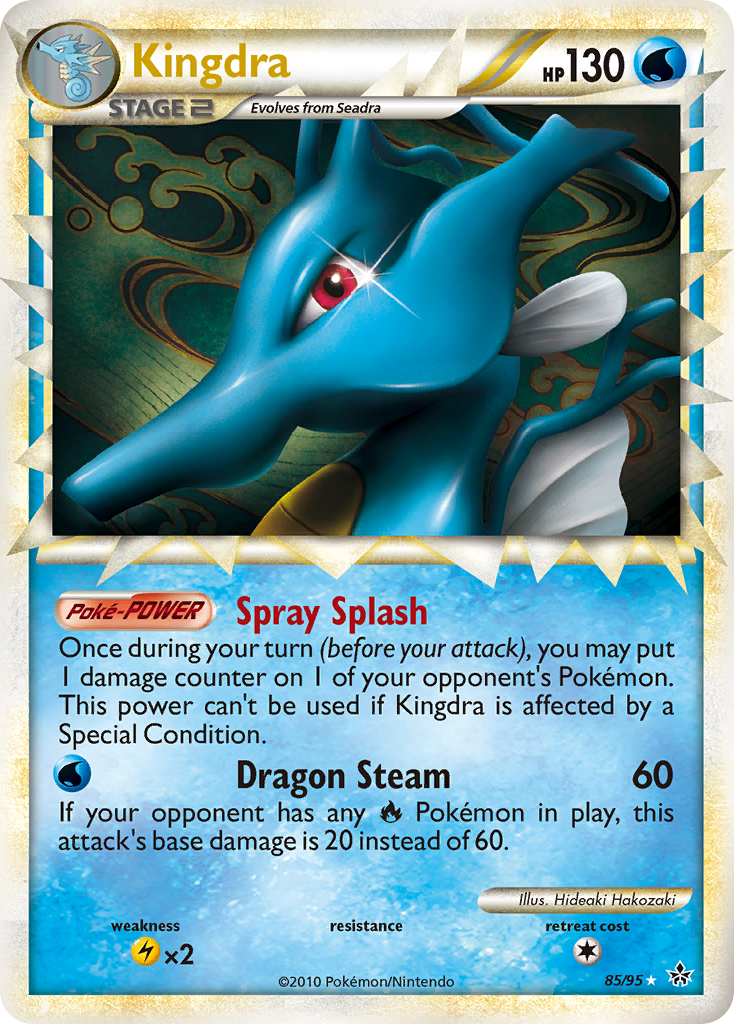 Kingdra
HP130
STAGE 2
Evolves from Seadra
Poké-POWER Spray Splash
Once during your turn (before your attack), you may put
1 damage counter on 1 of your opponent's Pokémon.
This power can't be used if Kingdra is affected by a
Special Condition.
Dragon Steam 60
If your opponent has any Pokémon in play, this
attack's base damage is 20 instead of 60.
Illus. Hideaki Hakozaki
weakness resistance retreat cost
×2
©2010 Pokémon/Nintendo 85/95 ★